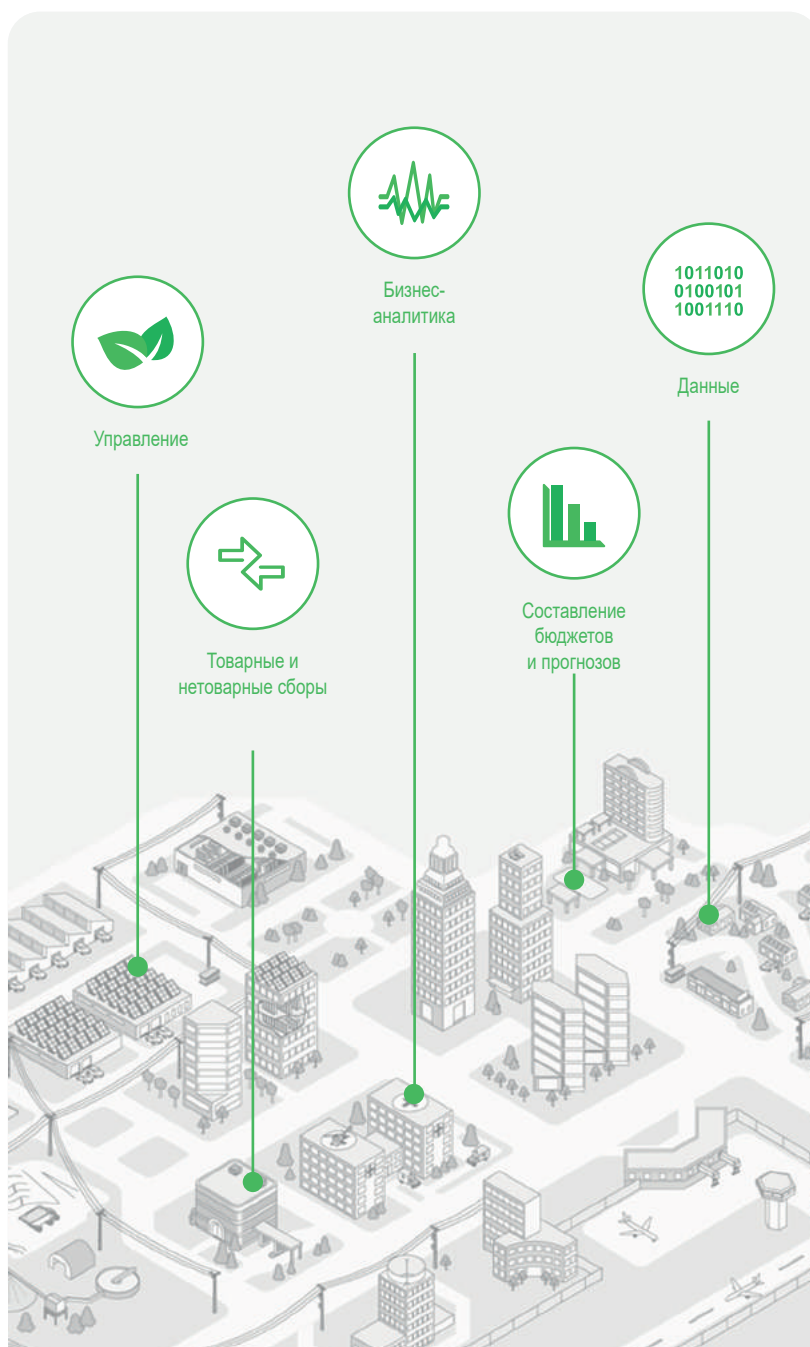 Бизнес-
аналитика
1011010
0100101
1001110
Данные
Управление
Составление
бюджетов
и прогнозов
Товарные и
нетоварные сборы